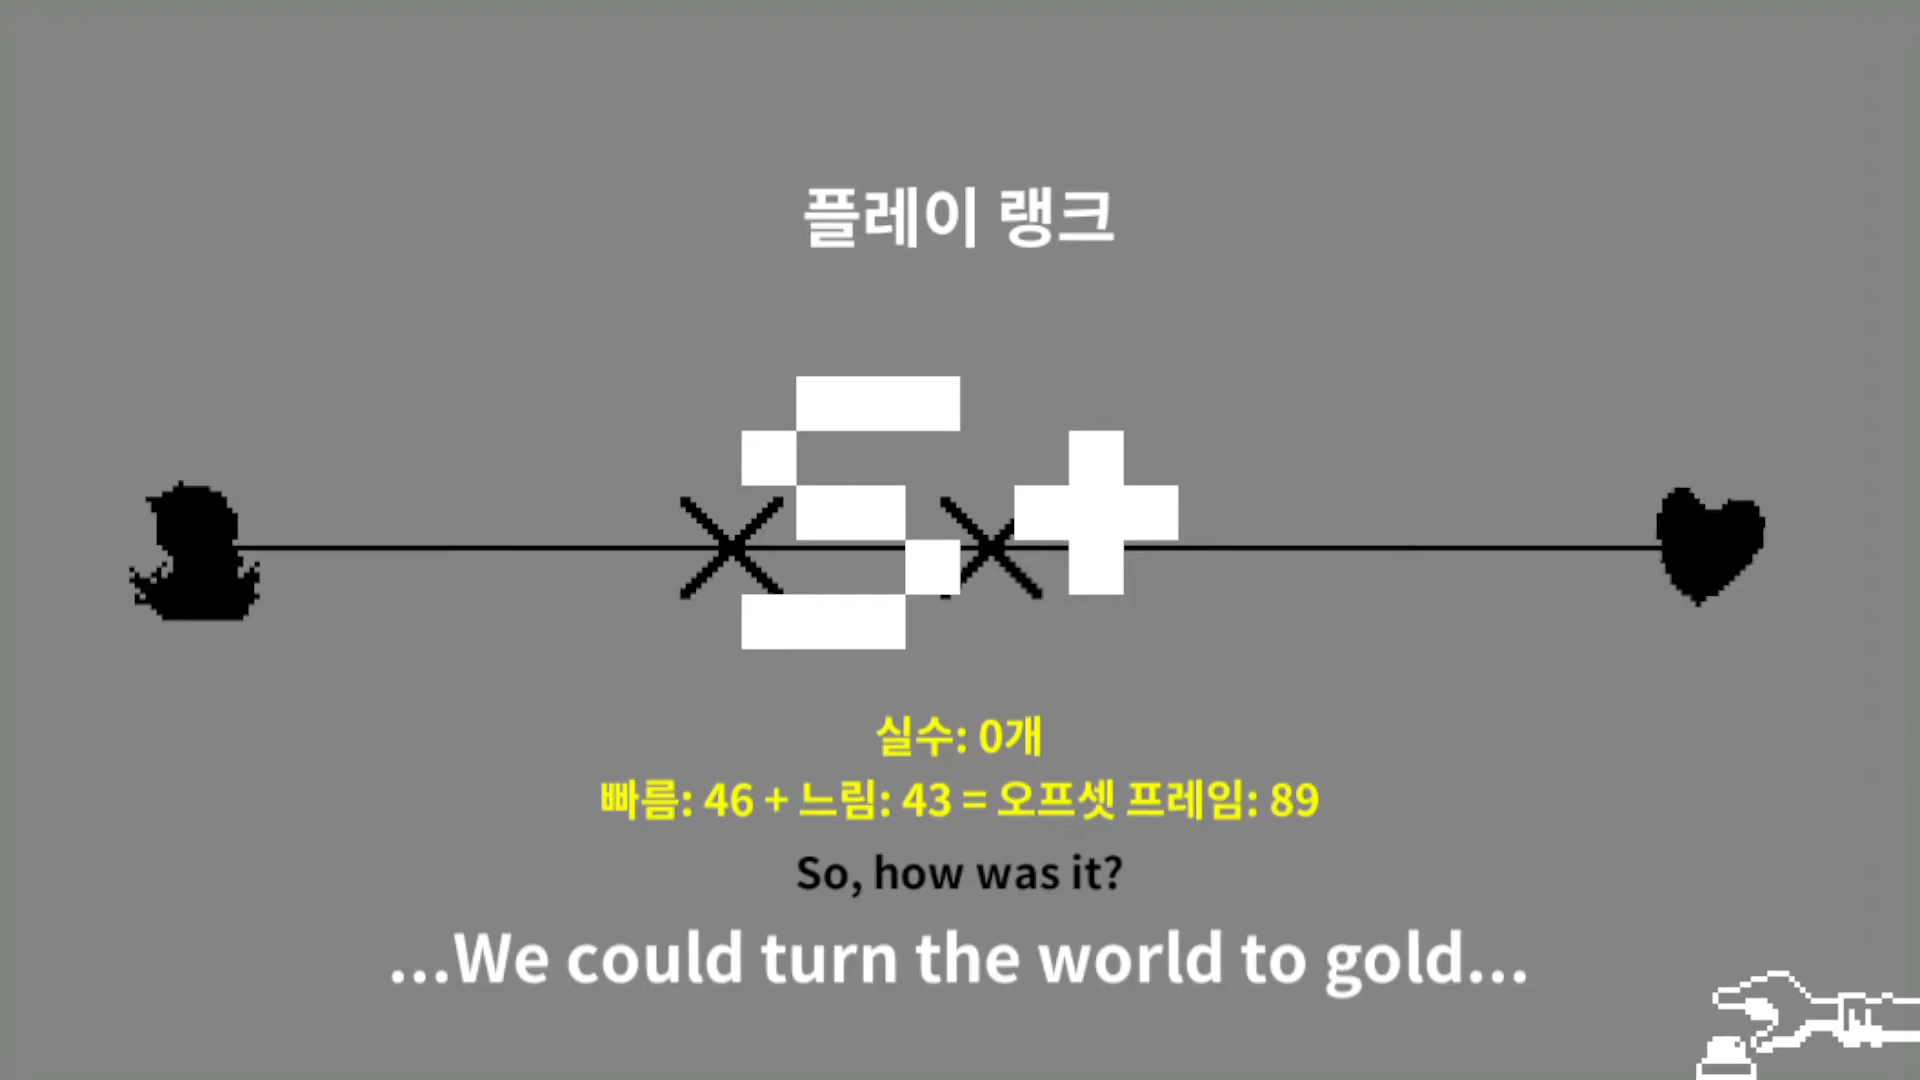 플레이 랭크
S+
실수: 0개
빠름: 46 + 느림: 43 = 오프셋 프레임: 89
So, how was it?
...We could turn the world to gold...